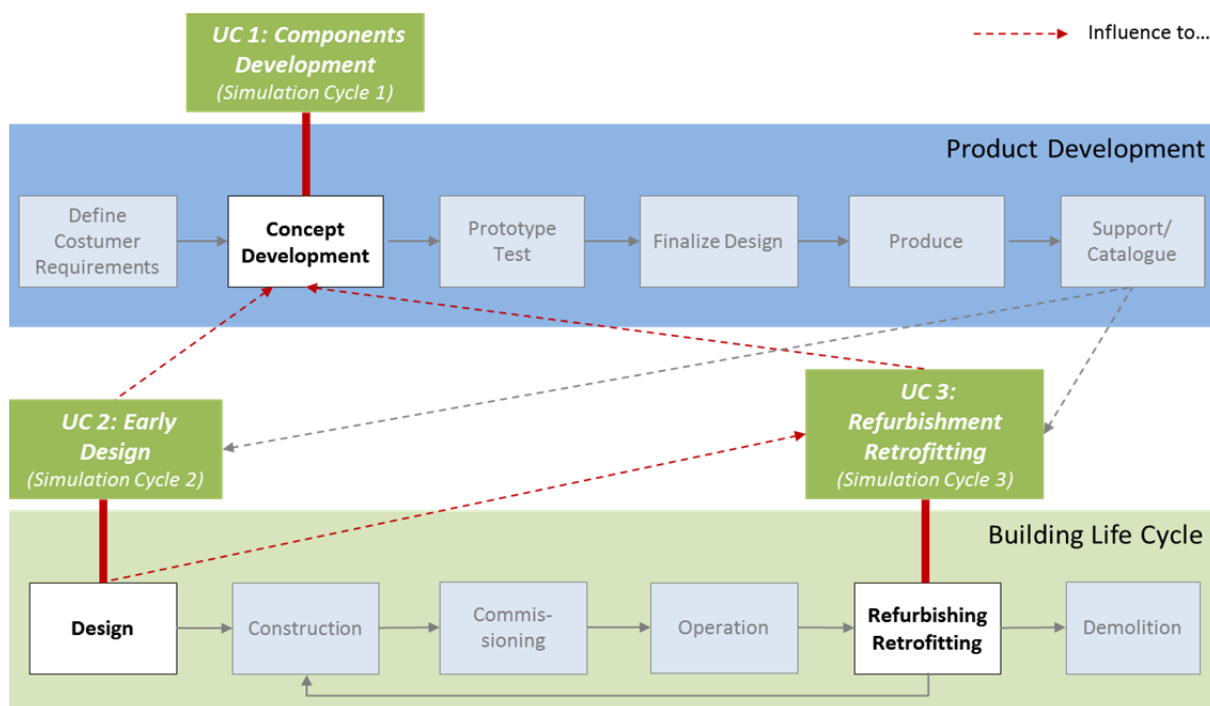 UC 1: Components
Development
(Simulation Cycle 1)
Influence to...
Product Development
Define
Costumer
Requirements
Concept
Development
Prototype
Test
Finalize Design
Produce
Support/
Catalogue
UC 2: Early
Design
(Simulation Cycle 2)
UC 3:
Refurbishment
Retrofitting
(Simulation Cycle 3)
Building Life Cycle
Design
Construction
Commis-
sioning
Operation
Refurbishing
Retrofitting
Demolition